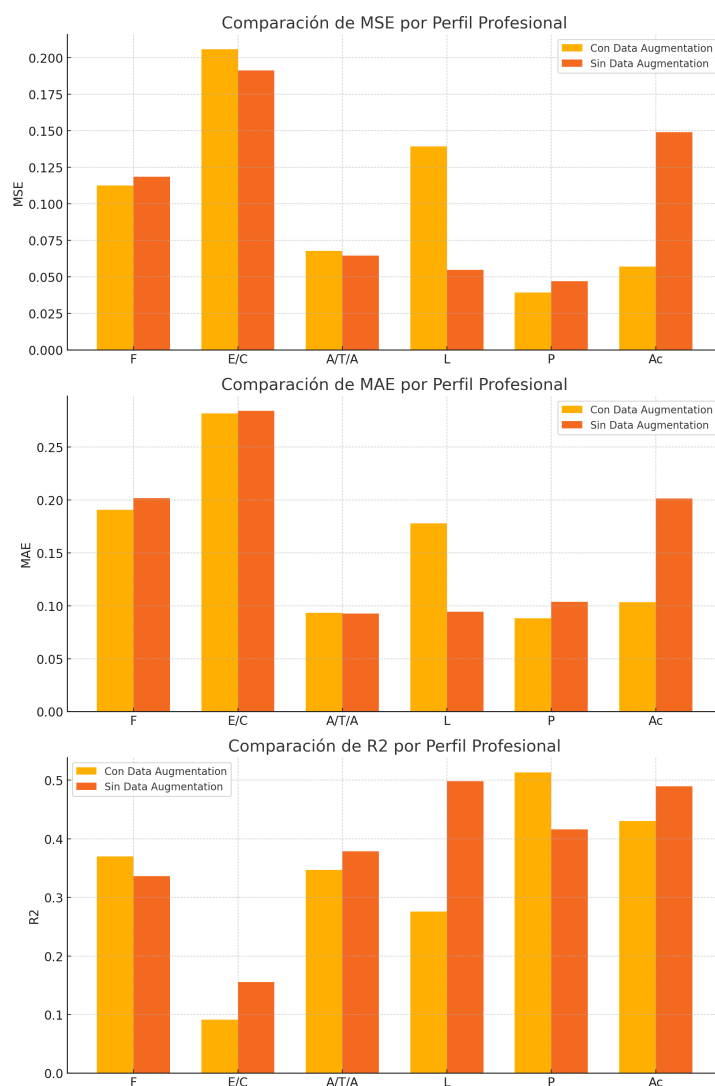 Comparación de MSE por Perfil Profesional
Con Data Augmentation
Sin Data Augmentation
0.200
0.175
0.150
0.125
0.100
0.075
0.050
0.025
0.000
MSE
F E/C A/T/A L P Ac
Comparación de MAE por Perfil Profesional
Con Data Augmentation
Sin Data Augmentation
0.25
0.20
0.15
0.10
0.05
0.00
MAE
F E/C A/T/A L P Ac
Comparación de R2 por Perfil Profesional
Con Data Augmentation
Sin Data Augmentation
0.5
0.4
0.3
0.2
0.1
0.0
R2
F E/C A/T/A L P Ac